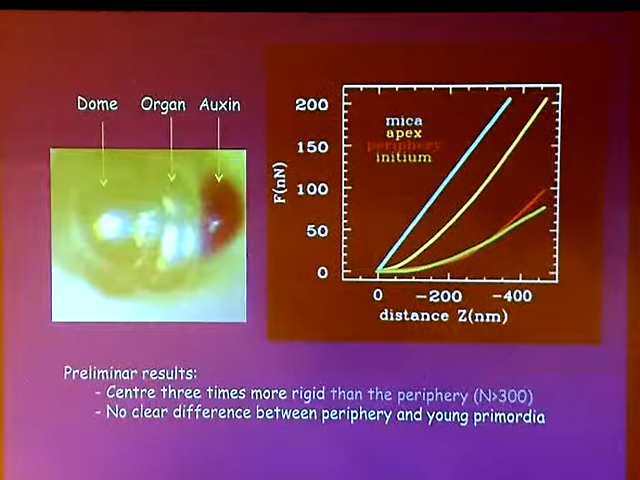 Dome Organ Auxin
200
150
100
50
0
F(nN)
mica
apex
periphery
initium
0 -200 -400
distance Z(nm)
Preliminar results:
- Centre three times more rigid than the periphery (N>300)
- No clear difference between periphery and young primordia